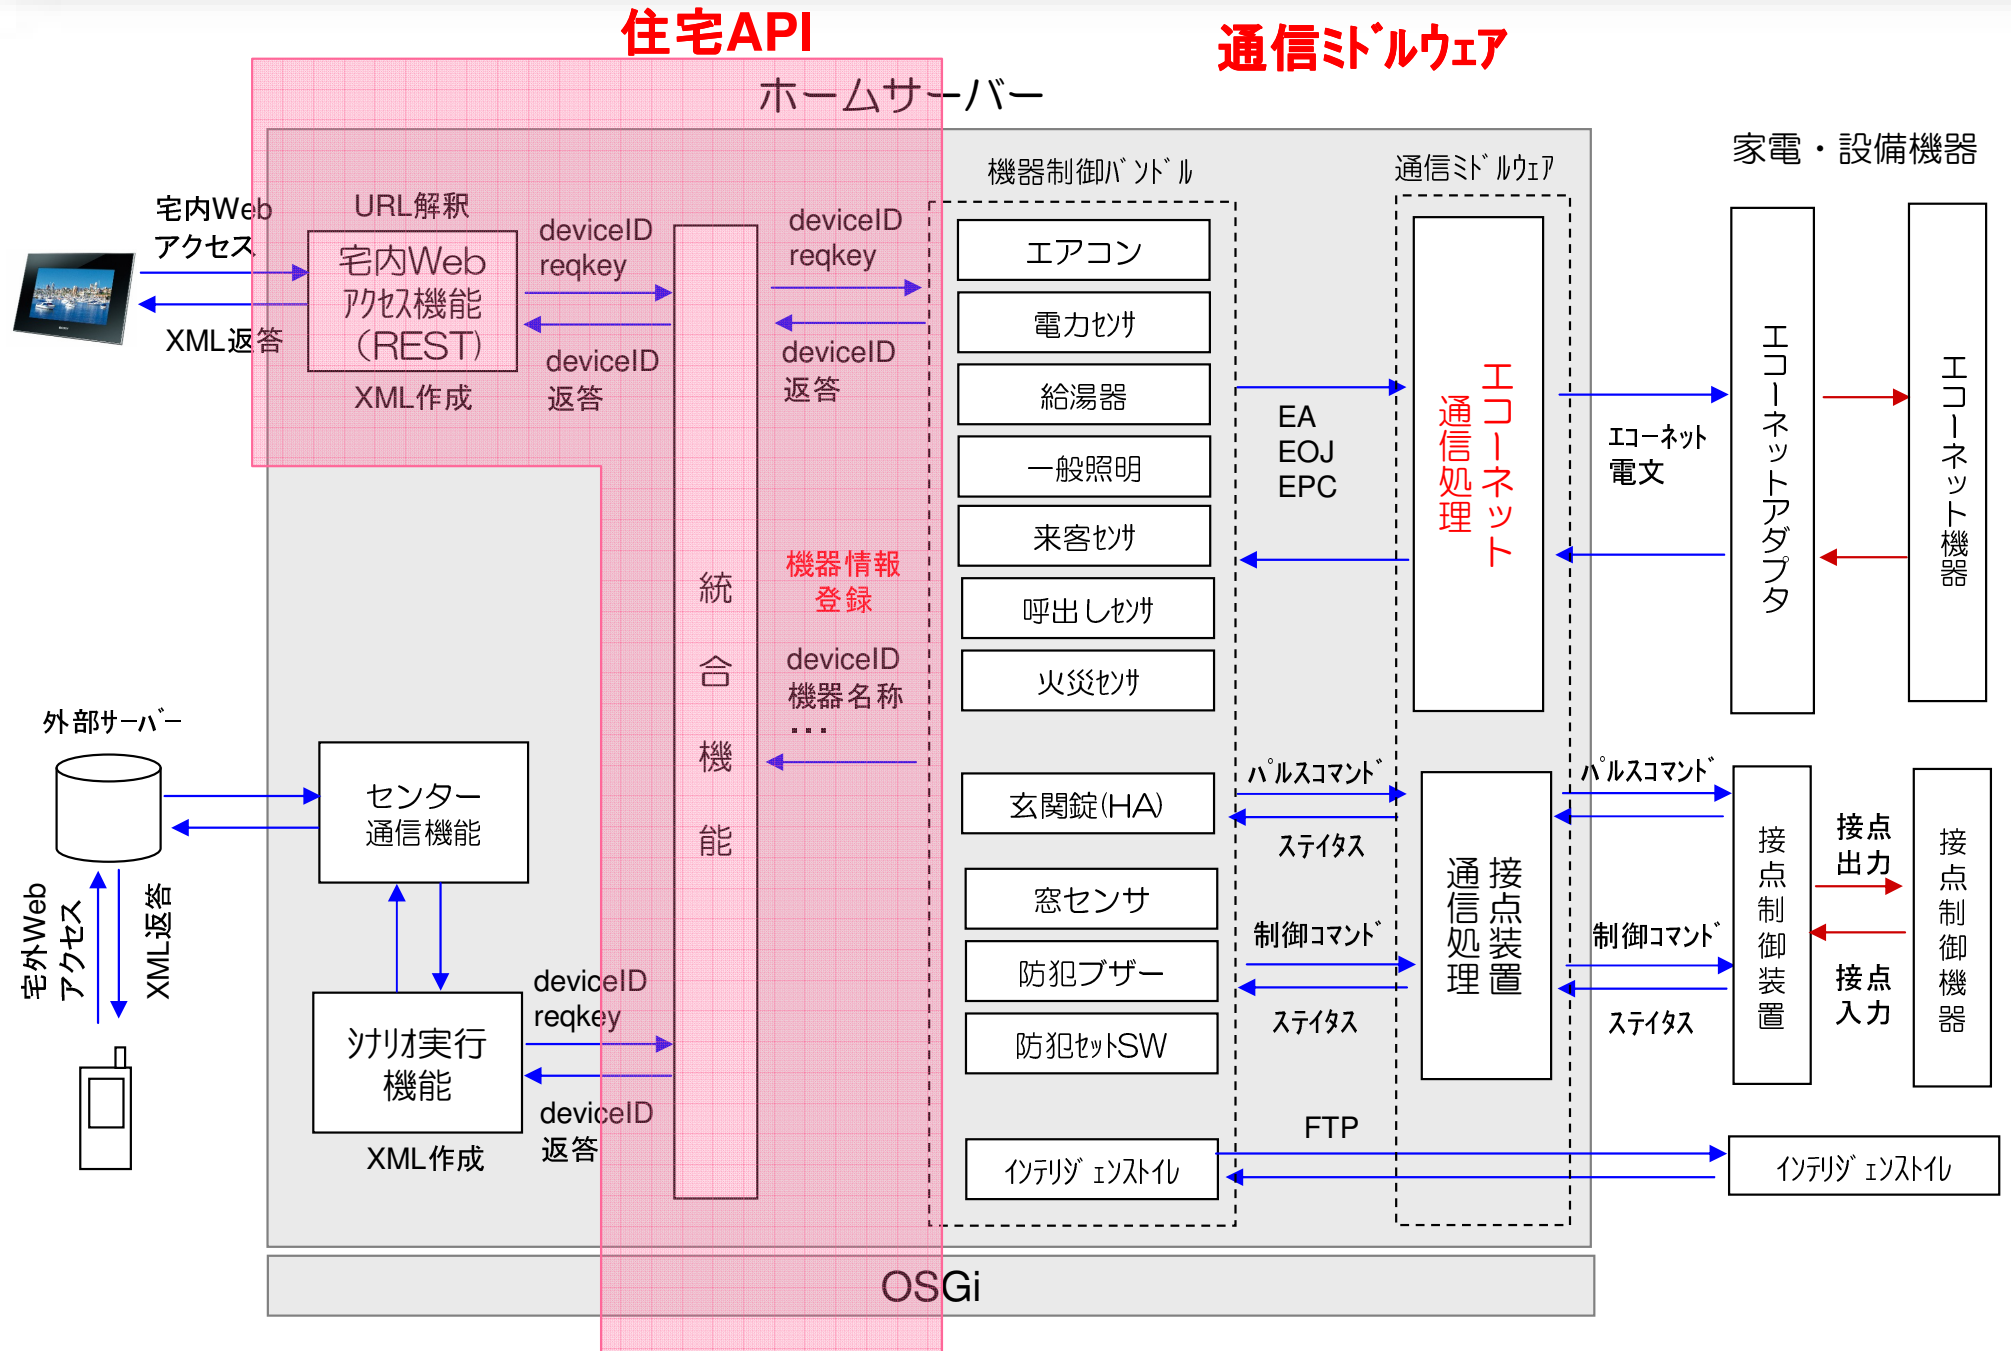 住宅API
通信ﾐﾄﾞﾙｳｪｱ
ホームサーバー
家電・設備機器
機器制御ﾊﾞﾝﾄﾞﾙ
通信ﾐﾄﾞﾙｳｪｱ
宅内Web
アクセス
XML返答
URL解釈
宅内Web
ｱｸｾｽ機能
（REST）
XML作成
deviceID
reqkey
deviceID
返答
deviceID
reqkey
deviceID
返答
統合機能
機器情報
登録
deviceID
機器名称
…
エアコン
電力ｾﾝｻ
給湯器
一般照明
来客ｾﾝｻ
呼出しｾﾝｻ
火災ｾﾝｻ
玄関錠(HA)
窓センサ
防犯ブザー
防犯ｾｯﾄSW
ｲﾝﾃﾘｼﾞｪﾝｽﾄｲﾚ
EA
EOJ
EPC
エコーネット
通信処理
ｴｺｰﾈｯﾄ
電文
エコーネットアダプタ
エコーネット機器
外部ｻｰﾊﾞｰ
センター
通信機能
宅外Web
アクセス
XML返答
ｼﾅﾘｵ実行
機能
XML作成
deviceID
reqkey
deviceID
返答
ﾊﾟﾙｽｺﾏﾝﾄﾞ
ｽﾃｲﾀｽ
制御ｺﾏﾝﾄﾞ
ｽﾃｲﾀｽ
接点装置
通信処理
ﾊﾟﾙｽｺﾏﾝﾄﾞ
制御ｺﾏﾝﾄﾞ
ｽﾃｲﾀｽ
接点制御装置
接点
出力
接点
入力
接点制御機器
FTP
ｲﾝﾃﾘｼﾞｪﾝｽﾄｲﾚ
OSGi